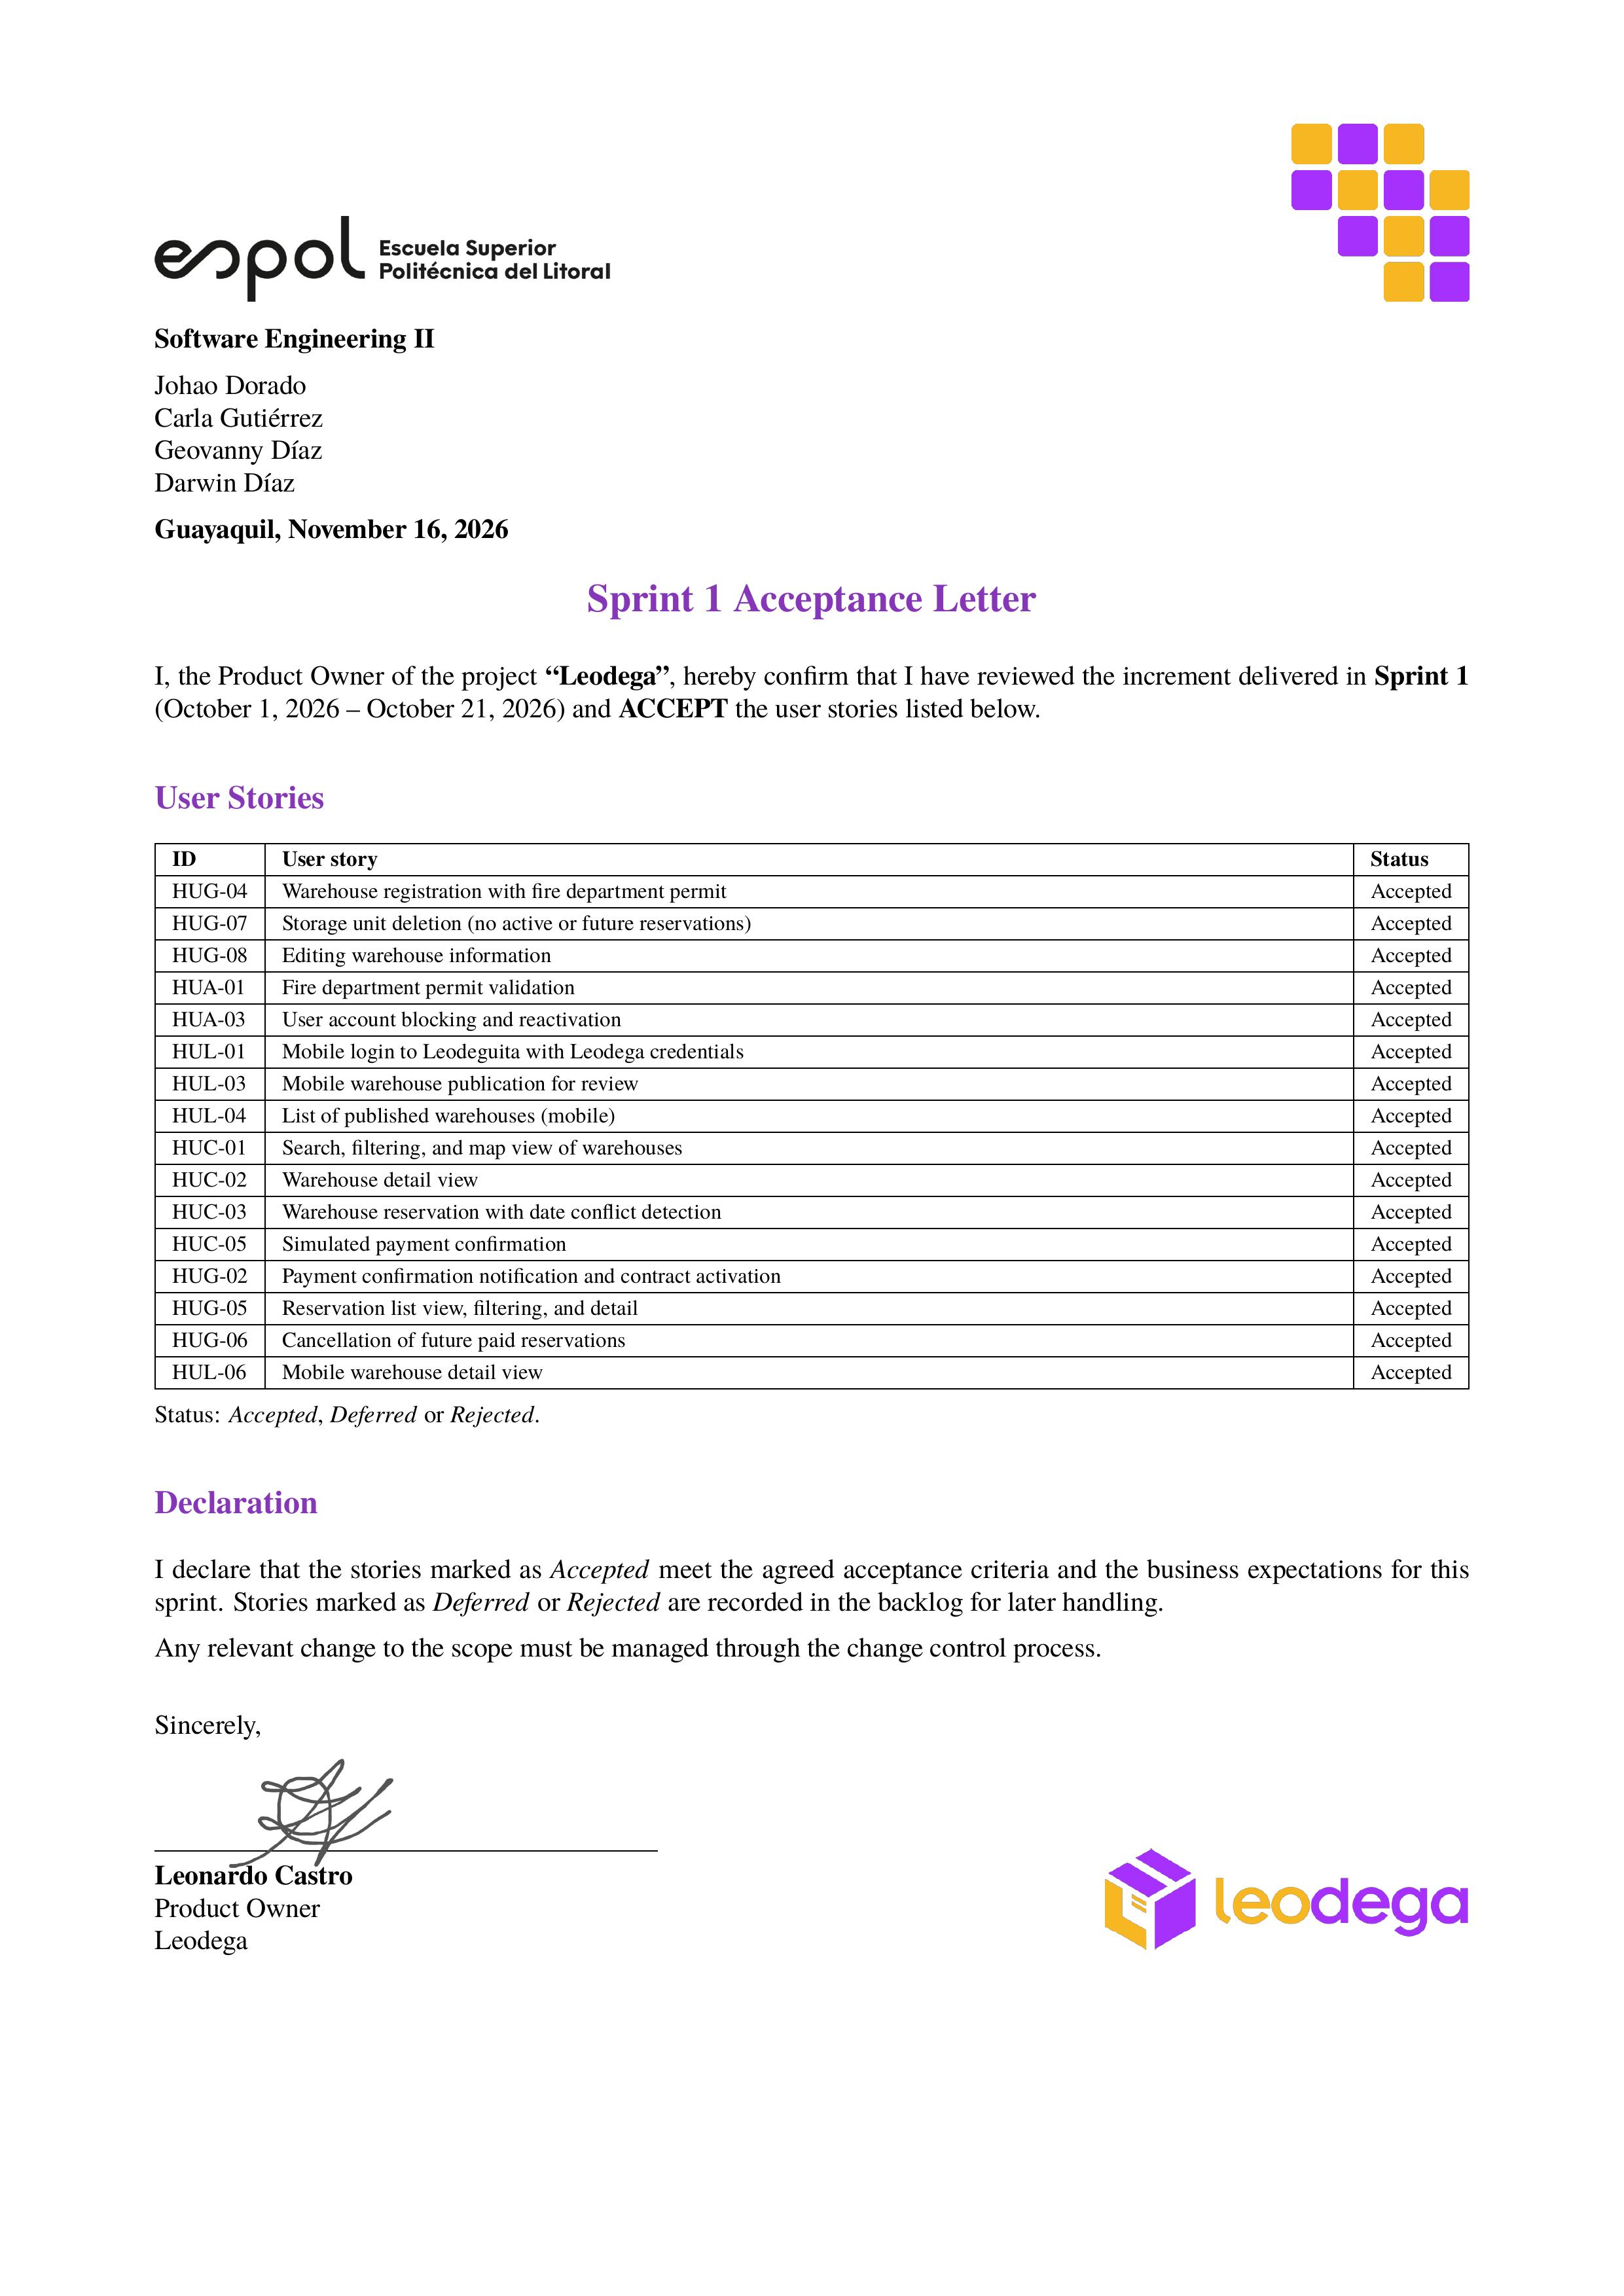 espol Escuela Superior
Politécnica del Litoral
Software Engineering II
Johao Dorado
Carla Gutiérrez
Geovanny Díaz
Darwin Díaz
Guayaquil, November 16, 2026
Sprint 1 Acceptance Letter
I, the Product Owner of the project “Leodega”, hereby confirm that I have reviewed the increment delivered in Sprint 1
(October 1, 2026 – October 21, 2026) and ACCEPT the user stories listed below.
User Stories
ID User story Status
HUG-04 Warehouse registration with fire department permit Accepted
HUG-07 Storage unit deletion (no active or future reservations) Accepted
HUG-08 Editing warehouse information Accepted
HUA-01 Fire department permit validation Accepted
HUA-03 User account blocking and reactivation Accepted
HUL-01 Mobile login to Leodeguita with Leodega credentials Accepted
HUL-03 Mobile warehouse publication for review Accepted
HUL-04 List of published warehouses (mobile) Accepted
HUC-01 Search, filtering, and map view of warehouses Accepted
HUC-02 Warehouse detail view Accepted
HUC-03 Warehouse reservation with date conflict detection Accepted
HUC-05 Simulated payment confirmation Accepted
HUG-02 Payment confirmation notification and contract activation Accepted
HUG-05 Reservation list view, filtering, and detail Accepted
HUG-06 Cancellation of future paid reservations Accepted
HUL-06 Mobile warehouse detail view Accepted
Status: Accepted, Deferred or Rejected.
Declaration
I declare that the stories marked as Accepted meet the agreed acceptance criteria and the business expectations for this
sprint. Stories marked as Deferred or Rejected are recorded in the backlog for later handling.
Any relevant change to the scope must be managed through the change control process.
Sincerely,
Leonardo Castro
Product Owner
Leodega
leodega